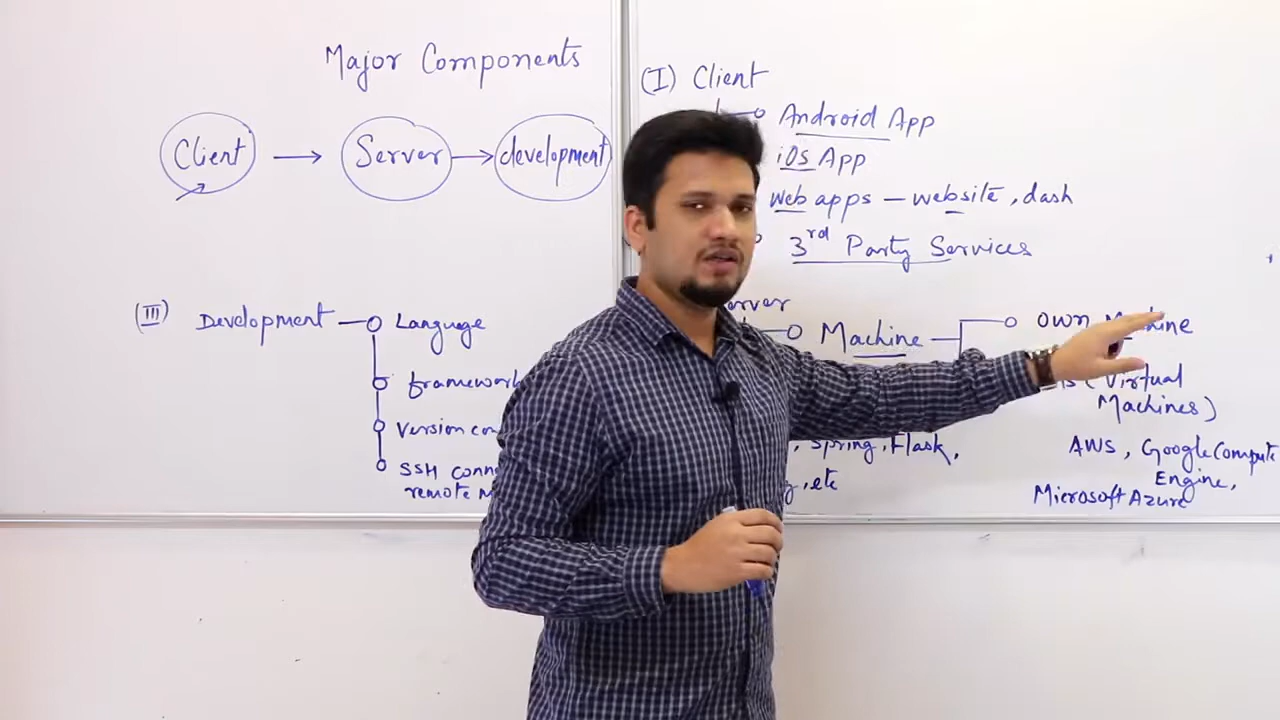 Major Components
Client
Server
development
(III) Development
Language
framework
Version
SSH
remote
(I) Client
Android App
iOS App
web apps – website, dash
3rd Party Services
Machine
Own Machine
(Virtual
Machines)
AWS, Google Compute
Engine,
Microsoft Azure
, Spring, Flask,
, etc